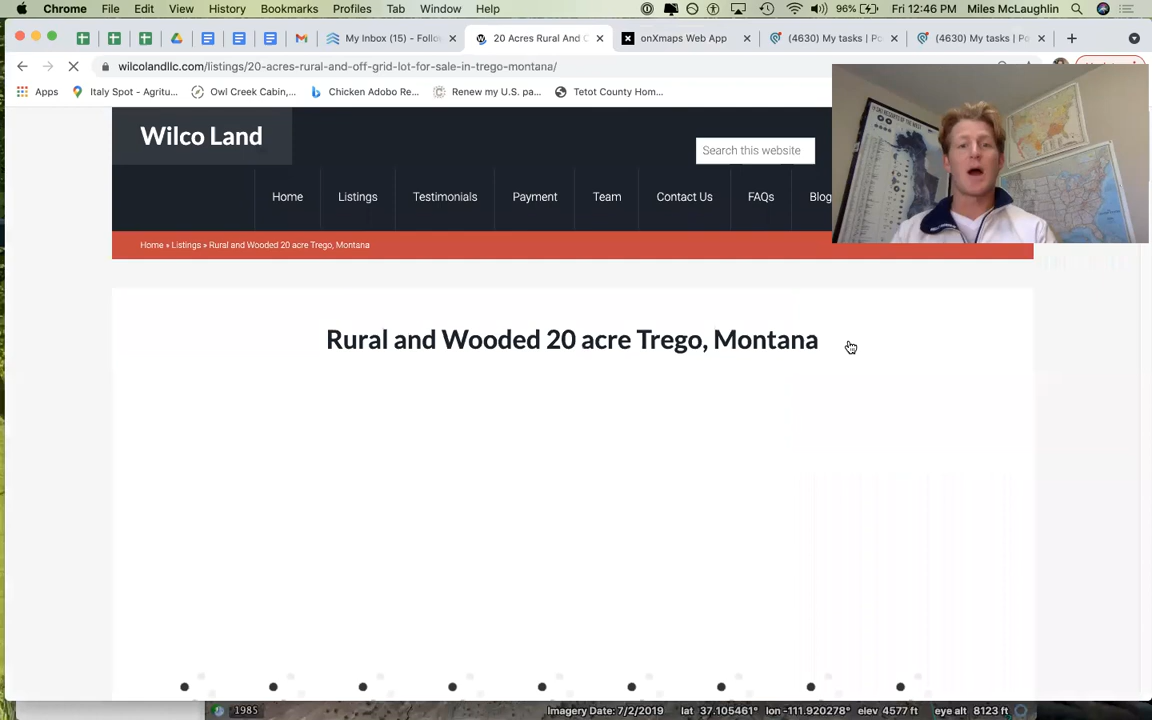 Chrome File Edit View History Bookmarks Profiles Tab Window Help 96% Fri 12:46 PM Miles McLaughlin
My Inbox (15) - Follo 20 Acres Rural And O onXmaps Web App (4630) My tasks | Po (4630) My tasks | Po
wilcolandllc.com/listings/20-acres-rural-and-off-grid-lot-for-sale-in-trego-montana/
Apps Italy Spot - Agritu... Owl Creek Cabin,... Chicken Adobo Re... Renew my U.S. pa... Tetot County Hom...
Wilco Land
Search this website
Home Listings Testimonials Payment Team Contact Us FAQs Blog
Home » Listings » Rural and Wooded 20 acre Trego, Montana
Rural and Wooded 20 acre Trego, Montana
1985 Imagery Date: 7/2/2019 lat 37.105461° lon -111.920278° elev 4577 ft eye alt 8123 ft